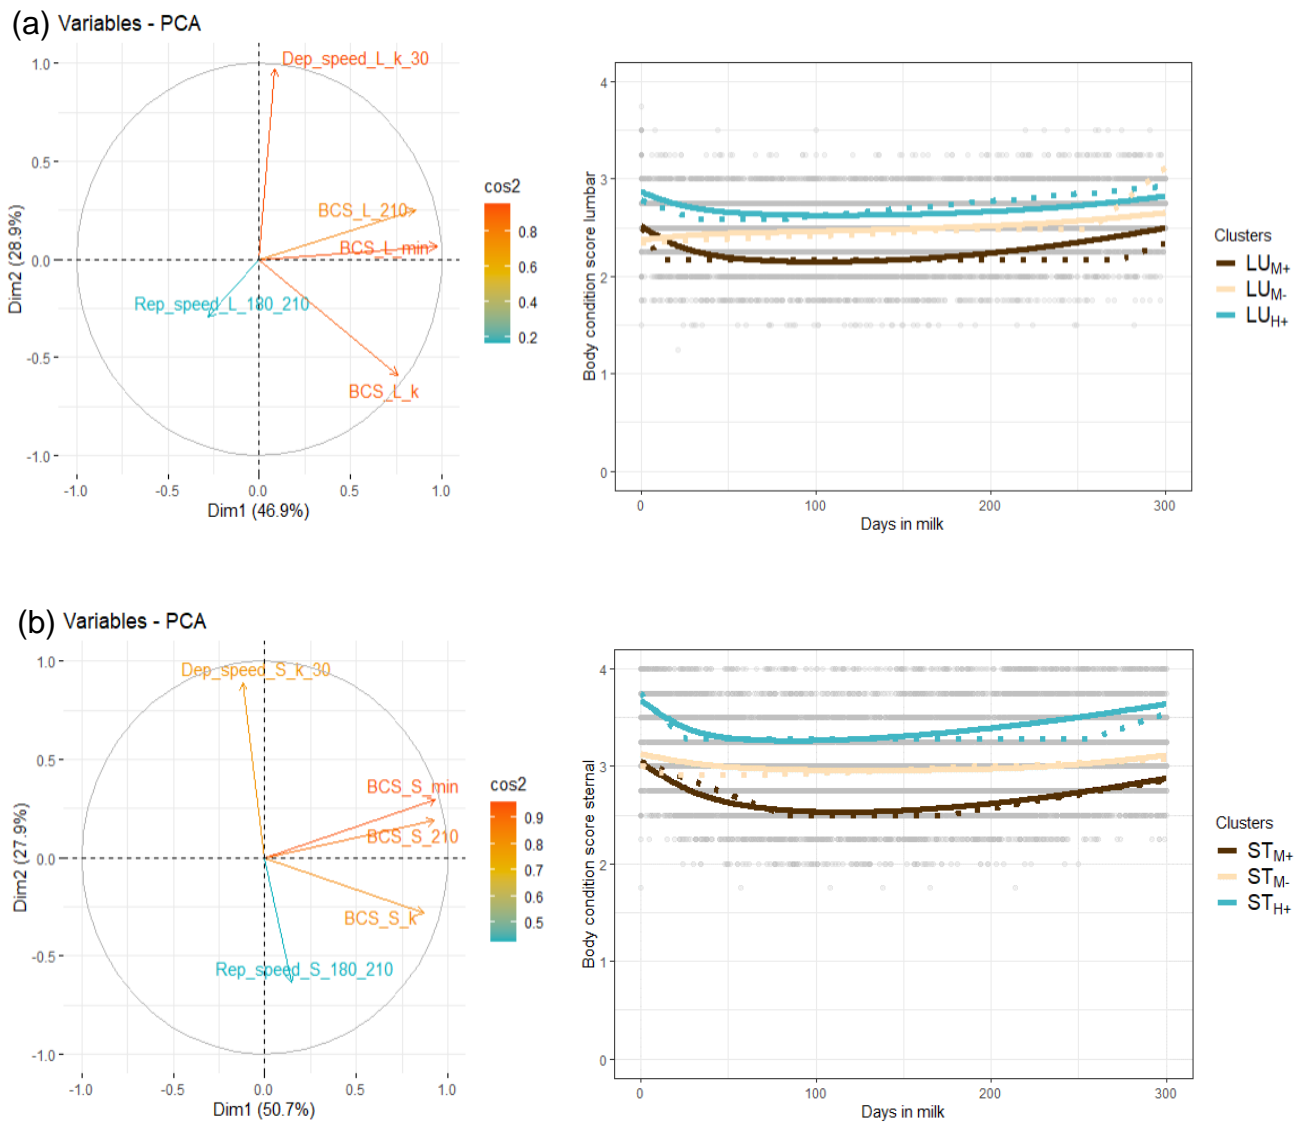 (a) Variables - PCA
1.0
0.5
0.0
-0.5
-1.0
Dim2 (28.9%)
Dep_speed_L_k_30
BCS_L_210
BCS_L_min
Rep_speed_L_180_210
BCS_L_k
-1.0 -0.5 0.0 0.5 1.0
Dim1 (46.9%)
cos2
0.8
0.6
0.4
0.2
4
3
2
1
0
Body condition score lumbar
0 100 200 300
Days in milk
Clusters
LUM+
LUM-
LUH+
(b) Variables - PCA
1.0
0.5
0.0
-0.5
-1.0
Dim2 (27.9%)
Dep_speed_S_k_30
BCS_S_min
BCS_S_210
BCS_S_k
Rep_speed_S_180_210
-1.0 -0.5 0.0 0.5 1.0
Dim1 (50.7%)
cos2
0.9
0.8
0.7
0.6
0.5
4
3
2
1
0
Body condition score sternal
0 100 200 300
Days in milk
Clusters
STM+
STM-
STH+